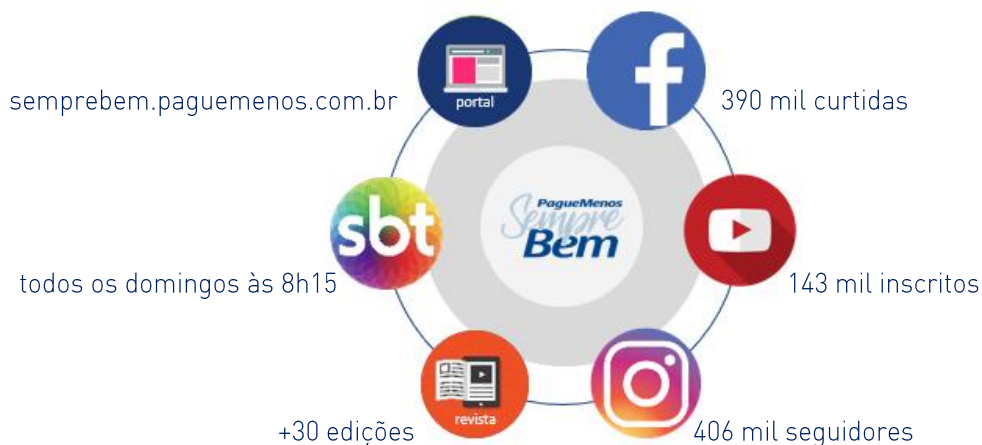 portal
semprebem.paguemenos.com.br
f
390 mil curtidas
sbt
todos os domingos às 8h15
PagueMenos
Sempre
Bem
143 mil inscritos
revista
+30 edições
406 mil seguidores